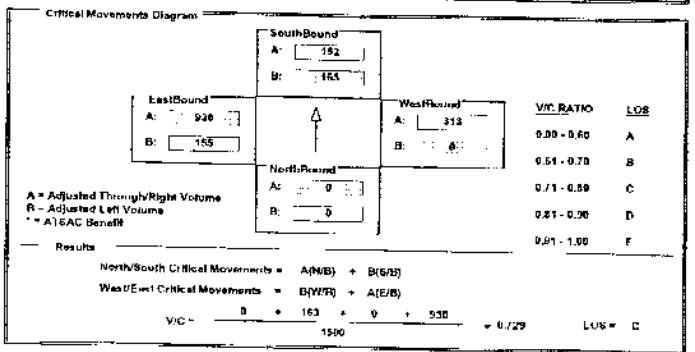 Critical Movements Diagram
SouthBound
A: 152
B: 163
EastBound
A: 930
B: 155
WestBound
A: 313
B: 0
NorthBound
A: 0
B: 0
V/C RATIO LOS
0.00 - 0.60 A
0.61 - 0.70 B
0.71 - 0.80 C
0.81 - 0.90 D
0.91 - 1.00 E
A = Adjusted Through/Right Volume
B = Adjusted Left Volume
* = ATSAC Benefit
Results
North/South Critical Movements = A(N/B) + B(S/B)
West/East Critical Movements = B(W/B) + A(E/B)
V/C = 0 + 163 + 0 + 930
1500
= 0.729 LOS = C